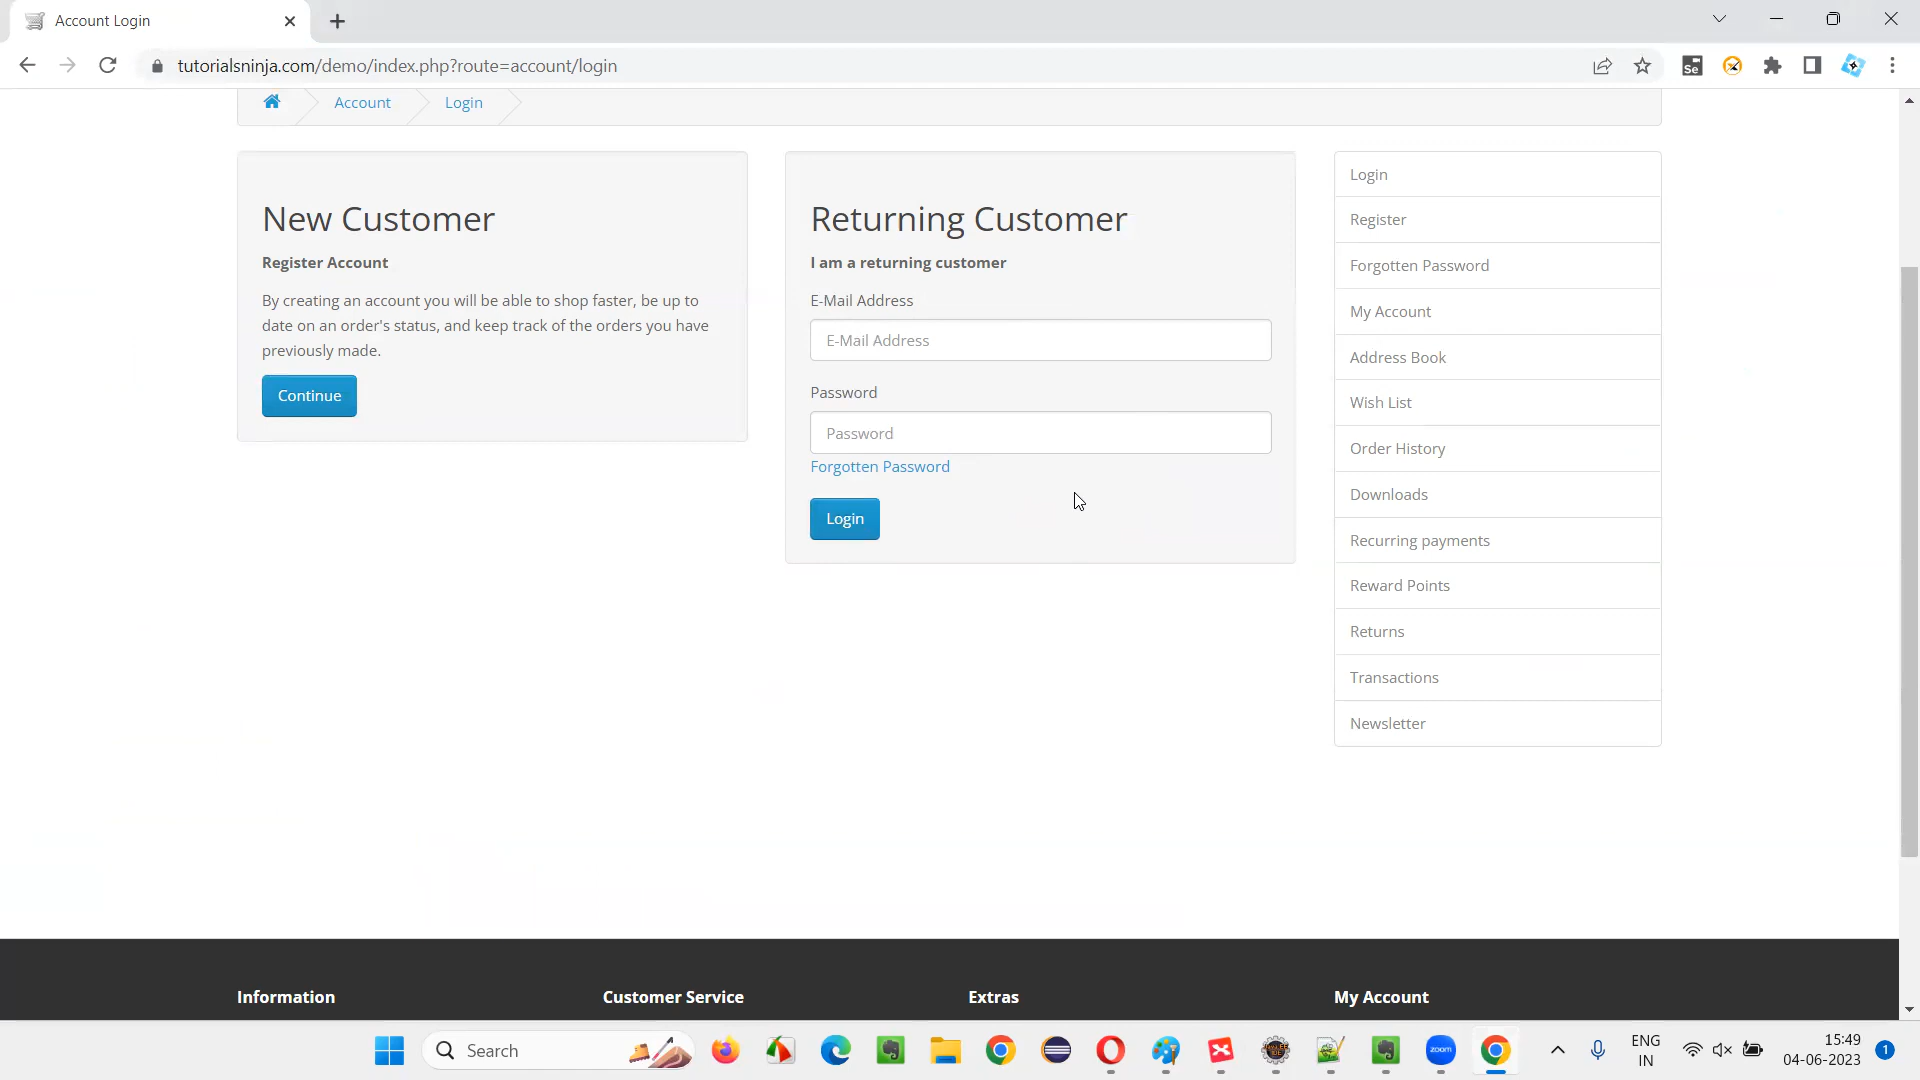 Account Login
tutorialsninja.com/demo/index.php?route=account/login
Account
Login
New Customer
Register Account
By creating an account you will be able to shop faster, be up to
date on an order's status, and keep track of the orders you have
previously made.
Continue
Returning Customer
I am a returning customer
E-Mail Address
E-Mail Address
Password
Password
Forgotten Password
Login
Login
Register
Forgotten Password
My Account
Address Book
Wish List
Order History
Downloads
Recurring payments
Reward Points
Returns
Transactions
Newsletter
Information
Customer Service
Extras
My Account
Search
zoom
Se
ENG
IN
15:49
04-06-2023
1